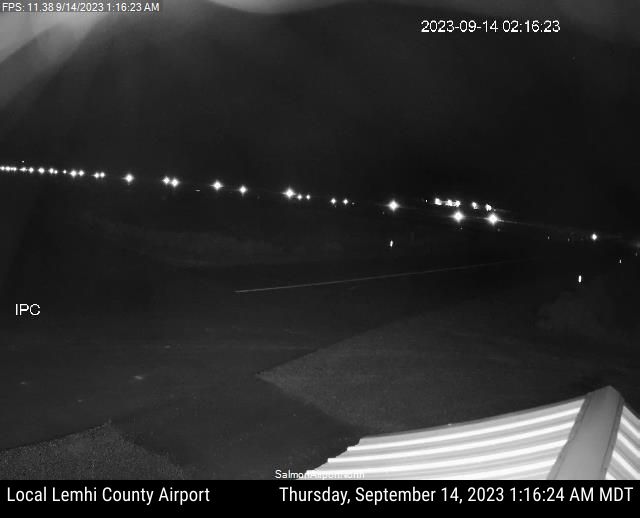 FPS: 11.38 9/14/2023 1:16:23 AM
2023-09-14 02:16:23
IPC
SalmonAirportNorth
Local Lemhi County Airport Thursday, September 14, 2023 1:16:24 AM MDT